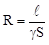 R = ℓ / γS